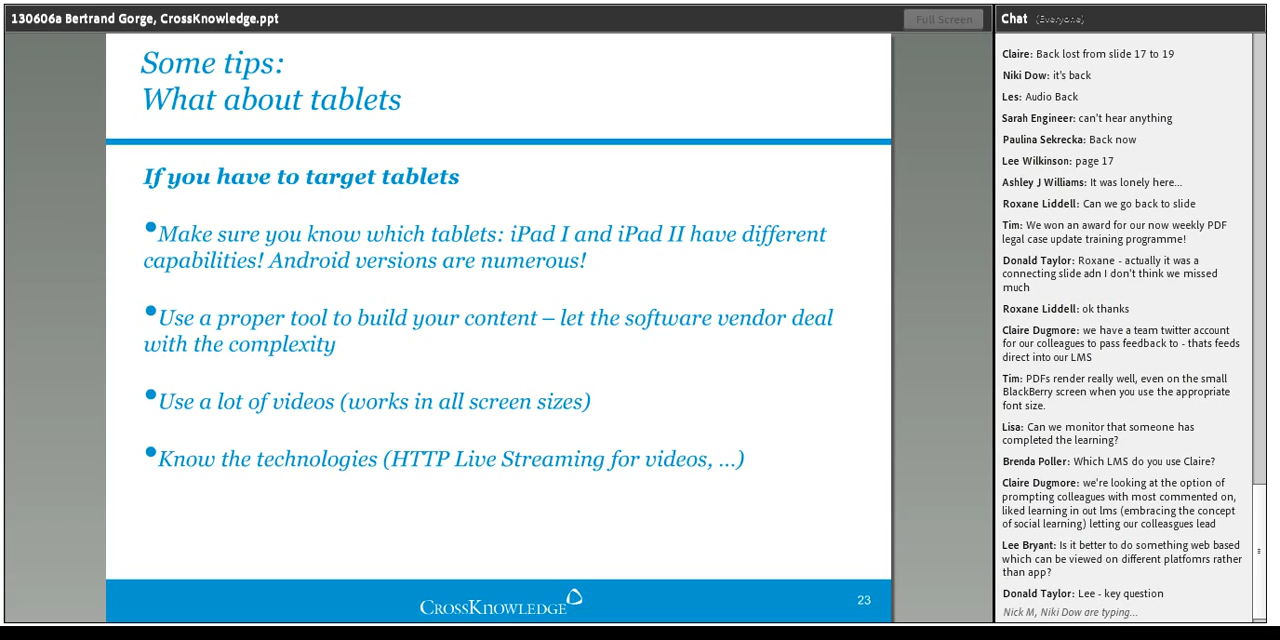 130606a Bertrand Gorge, CrossKnowledge.ppt
Full Screen
Some tips:
What about tablets
If you have to target tablets
•Make sure you know which tablets: iPad I and iPad II have different
capabilities! Android versions are numerous!
•Use a proper tool to build your content – let the software vendor deal
with the complexity
•Use a lot of videos (works in all screen sizes)
•Know the technologies (HTTP Live Streaming for videos, ...)
CROSSKNOWLEDGE
23
Chat (Everyone)
Claire: Back lost from slide 17 to 19
Niki Dow: it's back
Les: Audio Back
Sarah Engineer: can't hear anything
Paulina Sekrecka: Back now
Lee Wilkinson: page 17
Ashley J Williams: It was lonely here...
Roxane Liddell: Can we go back to slide
Tim: We won an award for our now weekly PDF
legal case update training programme!
Donald Taylor: Roxane - actually it was a
connecting slide adn I don't think we missed
much
Roxane Liddell: ok thanks
Claire Dugmore: we have a team twitter account
for our colleagues to pass feedback to - thats feeds
direct into our LMS
Tim: PDFs render really well, even on the small
BlackBerry screen when you use the appropriate
font size.
Lisa: Can we monitor that someone has
completed the learning?
Brenda Poller: Which LMS do you use Claire?
Claire Dugmore: we're looking at the option of
prompting colleagues with most commented on,
liked learning in out lms (embracing the concept
of social learning) letting our colleasgues lead
Lee Bryant: Is it better to do something web based
which can be viewed on different platfomrs rather
than app?
Donald Taylor: Lee - key question
Nick M, Niki Dow are typing...